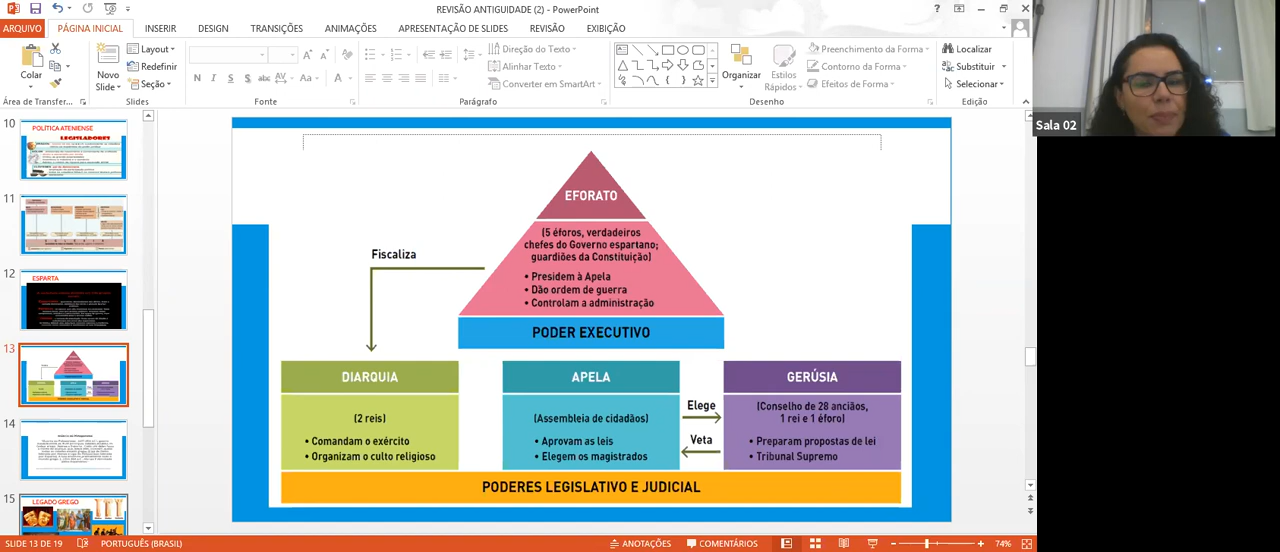 REVISÃO ANTIGUIDADE (2) - PowerPoint
ARQUIVO PÁGINA INICIAL INSERIR DESIGN TRANSIÇÕES ANIMAÇÕES APRESENTAÇÃO DE SLIDES REVISÃO EXIBIÇÃO
Colar
Área de Transfer...
Novo
Slide
Layout
Redefinir
Seção
Slides
N I S abc AV Aa A
Fonte
Direção do Texto
Alinhar Texto
Converter em SmartArt
Parágrafo
Organizar
Estilos
Rápidos
Preenchimento da Forma
Contorno da Forma
Efeitos de Forma
Desenho
Localizar
Substituir
Selecionar
Edição
Sala 02
10
POLÍTICA ATENIENSE
LEGISLADORES
11
12
ESPARTA
13
14
15
LEGADO GREGO
EFORATO
(5 éforos, verdadeiros
chefes do Governo espartano;
guardiões da Constituição)
• Presidem à Apela
• Dão ordem de guerra
• Controlam a administração
PODER EXECUTIVO
Fiscaliza
DIARQUIA
(2 reis)
• Comandam o exército
• Organizam o culto religioso
APELA
(Assembleia de cidadãos)
• Aprovam as leis
• Elegem os magistrados
Elege
Veta
GERÚSIA
(Conselho de 28 anciãos,
1 rei e 1 éforo)
• Preparam propostas de lei
• Tribunal Supremo
PODERES LEGISLATIVO E JUDICIAL
SLIDE 13 DE 19 PORTUGUÊS (BRASIL) ANOTAÇÕES COMENTÁRIOS 74%